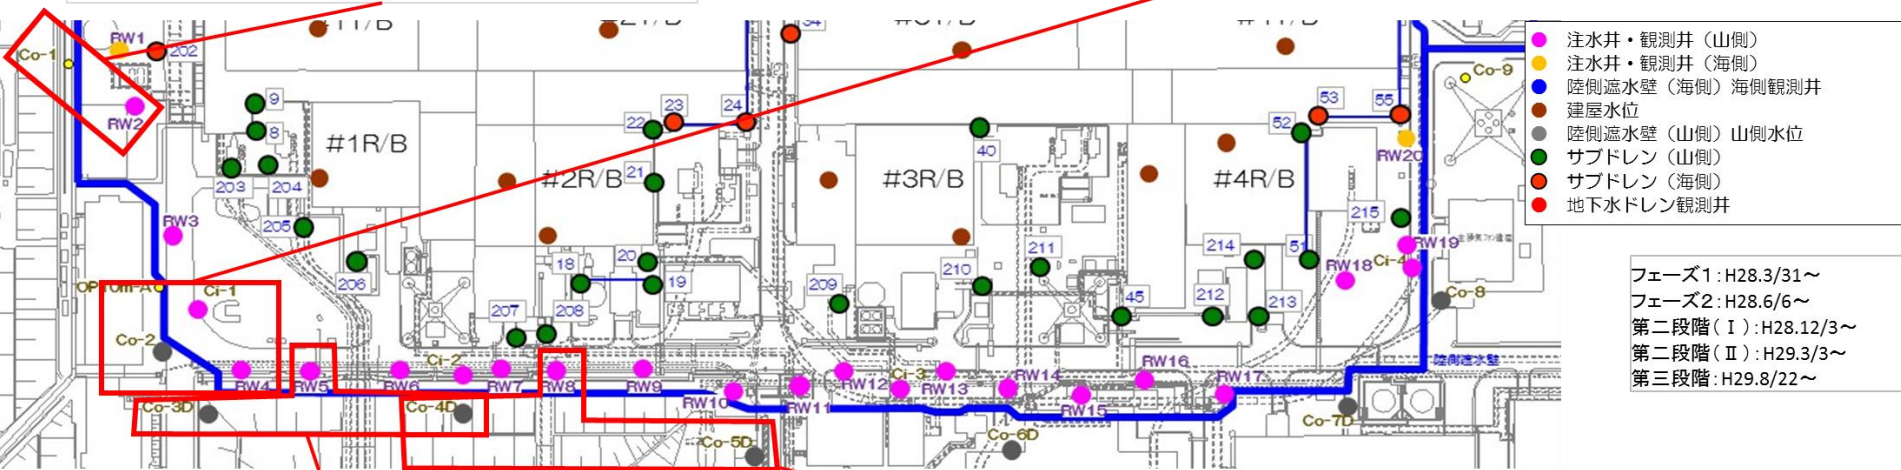 RW1
Co-1
202
RW2
9
8
203
204
#1R/B
205
206
RW3
Ci-1
Co-2
RW4
RW5
RW6
Ci-2
RW7
RW8
RW9
Co-3D
Co-4D
Co-5D
22
23
24
21
#2R/B
20
18
19
207
208
40
#3R/B
209
210
211
45
212
213
214
51
215
52
53
55
#4R/B
RW20
RW19
RW18
Ci-4
Co-8
Co-9
RW10
RW11
RW12
Ci-3
RW13
RW14
RW15
RW16
RW17
Co-6D
Co-7D
陸側遮水壁
注水井・観測井（山側）
注水井・観測井（海側）
陸側遮水壁（海側）海側観測井
建屋水位
陸側遮水壁（山側）山側水位
サブドレン（山側）
サブドレン（海側）
地下水ドレン観測井
フェーズ１：H28.3/31～
フェーズ２：H28.6/6～
第二段階（Ⅰ）：H28.12/3～
第二段階（Ⅱ）：H29.3/3～
第三段階：H29.8/22～